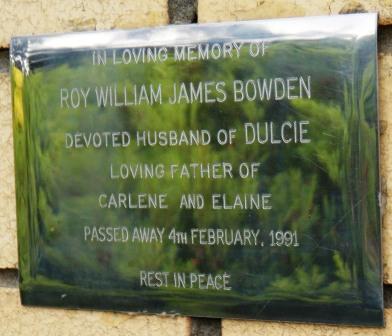 IN LOVING MEMORY OF
ROY WILLIAM JAMES BOWDEN
DEVOTED HUSBAND OF DULCIE
LOVING FATHER OF
CARLENE AND ELAINE
PASSED AWAY 4TH FEBRUARY, 1991
REST IN PEACE